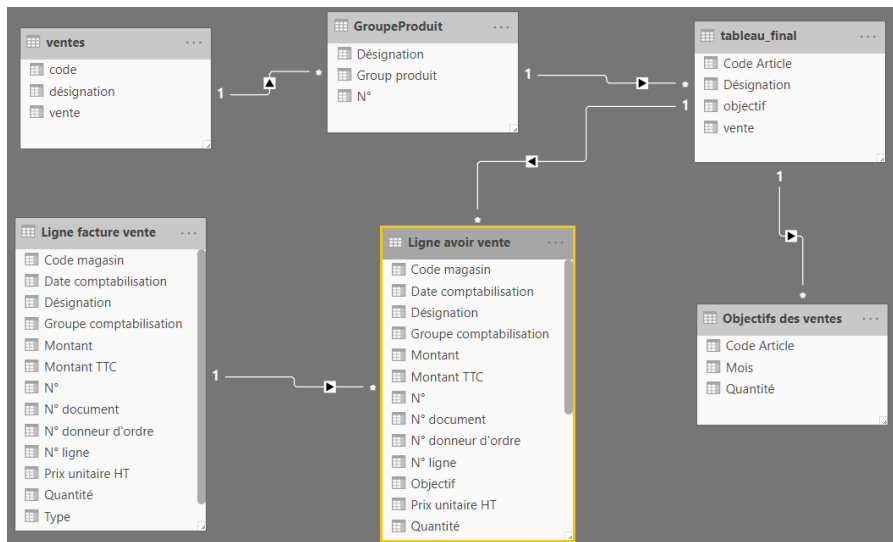 ventes
code
désignation
vente
GroupeProduit
Désignation
Group produit
N°
tableau_final
Code Article
Désignation
objectif
vente
1
*
1
*
1
*
1
*
Ligne facture vente
Code magasin
Date comptabilisation
Désignation
Groupe comptabilisation
Montant
Montant TTC
N°
N° document
N° donneur d'ordre
N° ligne
Prix unitaire HT
Quantité
Type
1
*
Ligne avoir vente
Code magasin
Date comptabilisation
Désignation
Groupe comptabilisation
Montant
Montant TTC
N°
N° document
N° donneur d'ordre
N° ligne
Objectif
Prix unitaire HT
Quantité
Objectifs des ventes
Code Article
Mois
Quantité